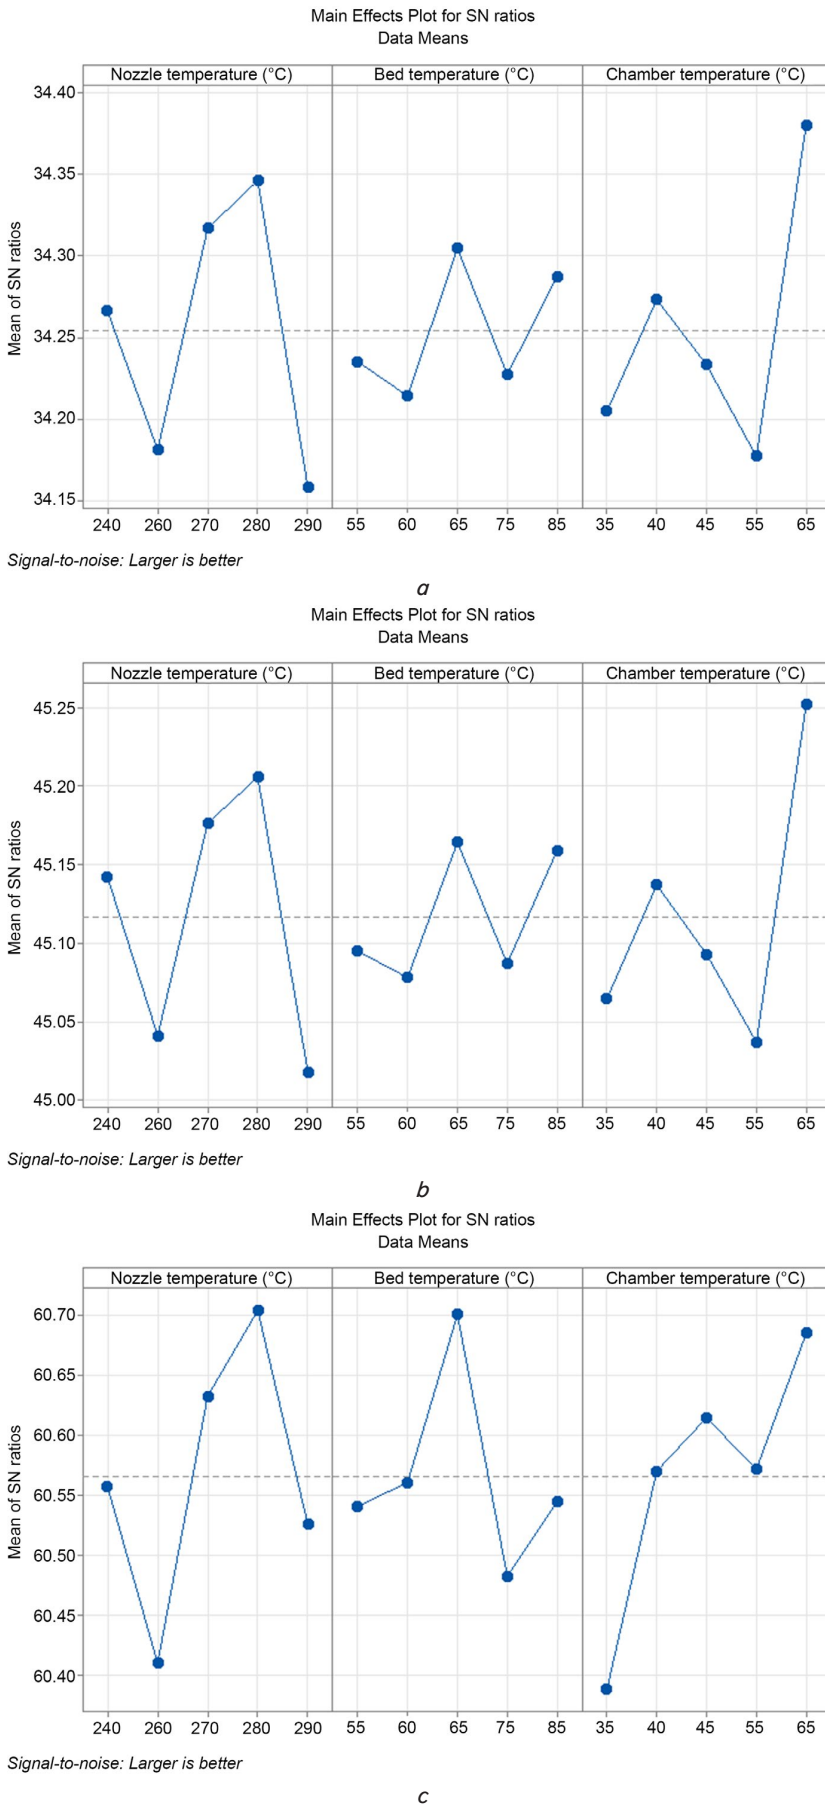 Main Effects Plot for SN ratios
Data Means
Nozzle temperature (°C) Bed temperature (°C) Chamber temperature (°C)
Mean of SN ratios
34.40
34.35
34.30
34.25
34.20
34.15
240 260 270 280 290 55 60 65 75 85 35 40 45 55 65
Signal-to-noise: Larger is better
a
Main Effects Plot for SN ratios
Data Means
Nozzle temperature (°C) Bed temperature (°C) Chamber temperature (°C)
Mean of SN ratios
45.25
45.20
45.15
45.10
45.05
45.00
240 260 270 280 290 55 60 65 75 85 35 40 45 55 65
Signal-to-noise: Larger is better
b
Main Effects Plot for SN ratios
Data Means
Nozzle temperature (°C) Bed temperature (°C) Chamber temperature (°C)
Mean of SN ratios
60.70
60.65
60.60
60.55
60.50
60.45
60.40
240 260 270 280 290 55 60 65 75 85 35 40 45 55 65
Signal-to-noise: Larger is better
c